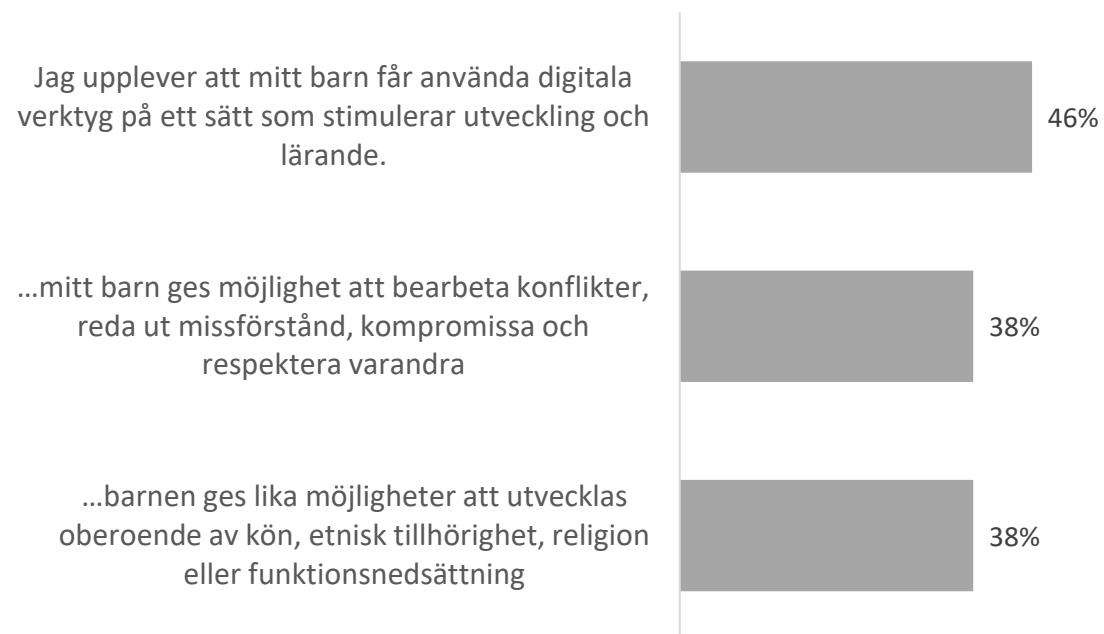 Jag upplever att mitt barn får använda digitala
verktyg på ett sätt som stimulerar utveckling och
lärande.
46%
…mitt barn ges möjlighet att bearbeta konflikter,
reda ut missförstånd, kompromissa och
respektera varandra
38%
…barnen ges lika möjligheter att utvecklas
oberoende av kön, etnisk tillhörighet, religion
eller funktionsnedsättning
38%